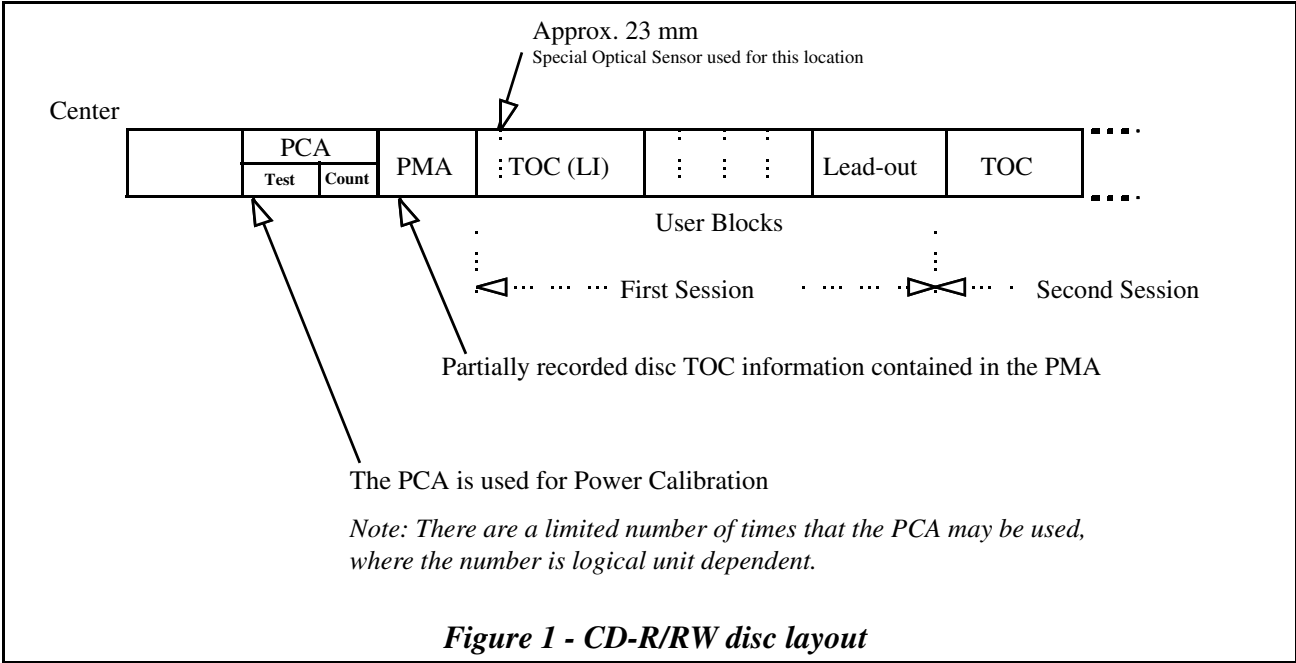 Approx. 23 mm
Special Optical Sensor used for this location
Center
PCA
Test Count
PMA
TOC (LI)
Lead-out
TOC
User Blocks
First Session
Second Session
Partially recorded disc TOC information contained in the PMA
The PCA is used for Power Calibration
Note: There are a limited number of times that the PCA may be used,
where the number is logical unit dependent.
Figure 1 - CD-R/RW disc layout